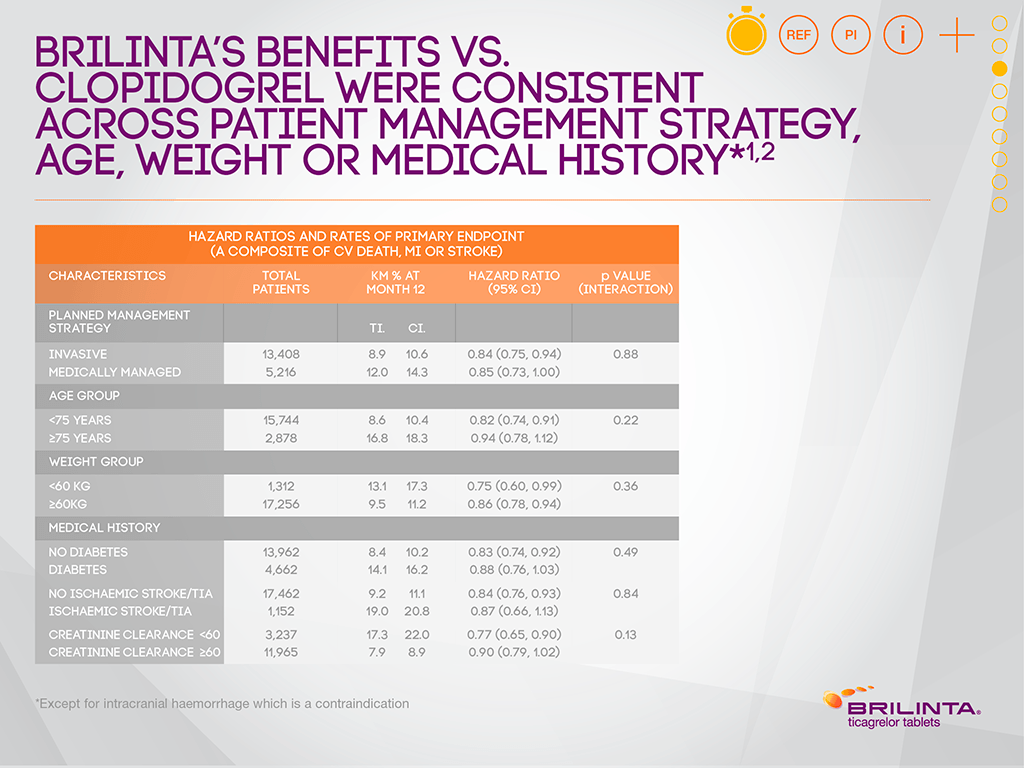 REF PI i
BRILINTA'S BENEFITS VS.
CLOPIDOGREL WERE CONSISTENT
ACROSS PATIENT MANAGEMENT STRATEGY,
AGE, WEIGHT OR MEDICAL HISTORY*1,2
HAZARD RATIOS AND RATES OF PRIMARY ENDPOINT
(A COMPOSITE OF CV DEATH, MI OR STROKE)
CHARACTERISTICS TOTAL KM % AT HAZARD RATIO p VALUE
PATIENTS MONTH 12 (95% CI) (INTERACTION)
PLANNED MANAGEMENT
STRATEGY TI. CI.
INVASIVE 13,408 8.9 10.6 0.84 (0.75, 0.94) 0.88
MEDICALLY MANAGED 5,216 12.0 14.3 0.85 (0.73, 1.00)
AGE GROUP
<75 YEARS 15,744 8.6 10.4 0.82 (0.74, 0.91) 0.22
≥75 YEARS 2,878 16.8 18.3 0.94 (0.78, 1.12)
WEIGHT GROUP
<60 KG 1,312 13.1 17.3 0.75 (0.60, 0.99) 0.36
≥60KG 17,256 9.5 11.2 0.86 (0.78, 0.94)
MEDICAL HISTORY
NO DIABETES 13,962 8.4 10.2 0.83 (0.74, 0.92) 0.49
DIABETES 4,662 14.1 16.2 0.88 (0.76, 1.03)
NO ISCHAEMIC STROKE/TIA 17,462 9.2 11.1 0.84 (0.76, 0.93) 0.84
ISCHAEMIC STROKE/TIA 1,152 19.0 20.8 0.87 (0.66, 1.13)
CREATININE CLEARANCE <60 3,237 17.3 22.0 0.77 (0.65, 0.90) 0.13
CREATININE CLEARANCE ≥60 11,965 7.9 8.9 0.90 (0.79, 1.02)
*Except for intracranial haemorrhage which is a contraindication
BRILINTA®
ticagrelor tablets